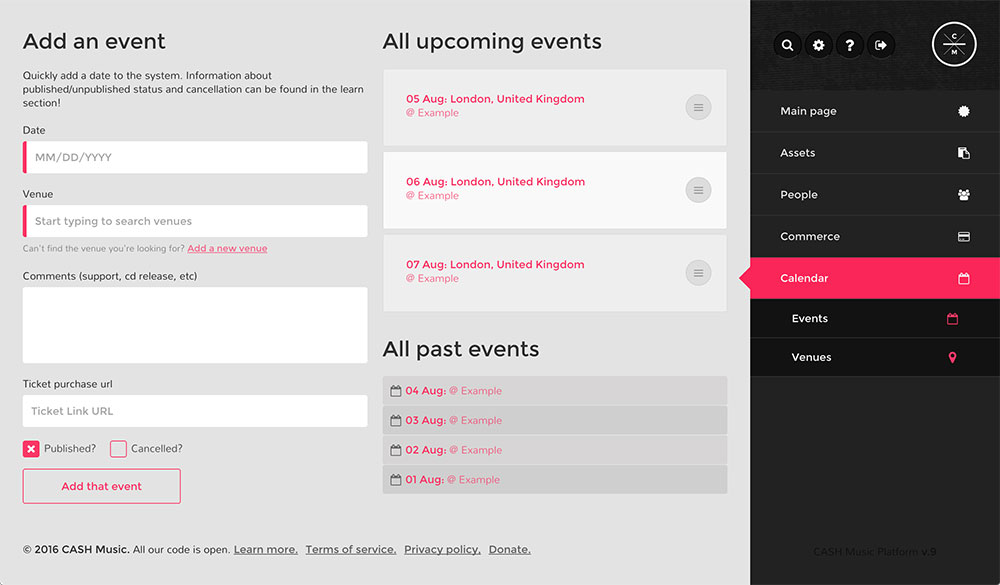 Add an event
Quickly add a date to the system. Information about
published/unpublished status and cancellation can be found in the learn
section!
Date
MM/DD/YYYY
Venue
Start typing to search venues
Can't find the venue you're looking for? Add a new venue
Comments (support, cd release, etc)
Ticket purchase url
Ticket Link URL
Published? Cancelled?
Add that event
All upcoming events
05 Aug: London, United Kingdom
@ Example
06 Aug: London, United Kingdom
@ Example
07 Aug: London, United Kingdom
@ Example
All past events
04 Aug: @ Example
03 Aug: @ Example
02 Aug: @ Example
01 Aug: @ Example
© 2016 CASH Music. All our code is open. Learn more. Terms of service. Privacy policy. Donate.
?
C
M
Main page
Assets
People
Commerce
Calendar
Events
Venues
CASH Music Platform v.9